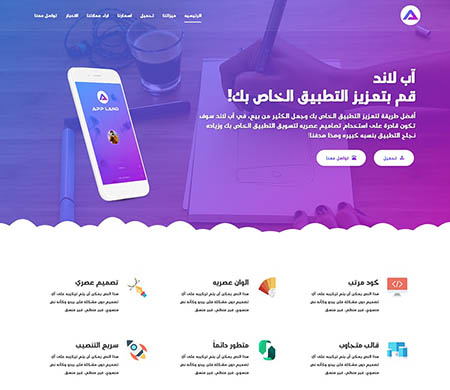 الرئيسيه ميزاتنا تحميل اسعارنا اراء عملائنا الاخبار تواصل معنا
آب لاند
قم بتعزيز التطبيق الخاص بك!
أفضل طريقة لتعزيز التطبيق الخاص بك وجعل الكثير من بيع، في آب لاند سوف
تكون قادرة على استخدام تصاميم عصريه لتسويق التطبيق الخاص بك وزياده
نجاح التطبيق بنسبه كبيره وهذا هدفنا!
تحميل تواصل معنا
APP LAND
كود مرتب الوان عصريه تصميم عصري
هذا النص يمكن أن يتم تركيبه على أي هذا النص يمكن أن يتم تركيبه على أي هذا النص يمكن أن يتم تركيبه على أي
تصميم دون مشكلة فلن يبدو وكأنه نص تصميم دون مشكلة فلن يبدو وكأنه نص تصميم دون مشكلة فلن يبدو وكأنه نص
منسوخ، غير منظم، غير منسق منسوخ، غير منظم، غير منسق منسوخ، غير منظم، غير منسق
قالب متجاوب متطور دائماً سريع التنصيب
هذا النص يمكن أن يتم تركيبه على أي هذا النص يمكن أن يتم تركيبه على أي هذا النص يمكن أن يتم تركيبه على أي
تصميم دون مشكلة فلن يبدو وكأنه نص تصميم دون مشكلة فلن يبدو وكأنه نص تصميم دون مشكلة فلن يبدو وكأنه نص
منسوخ، غير منظم، غير منسق منسوخ، غير منظم، غير منسق منسوخ، غير منظم، غير منسق